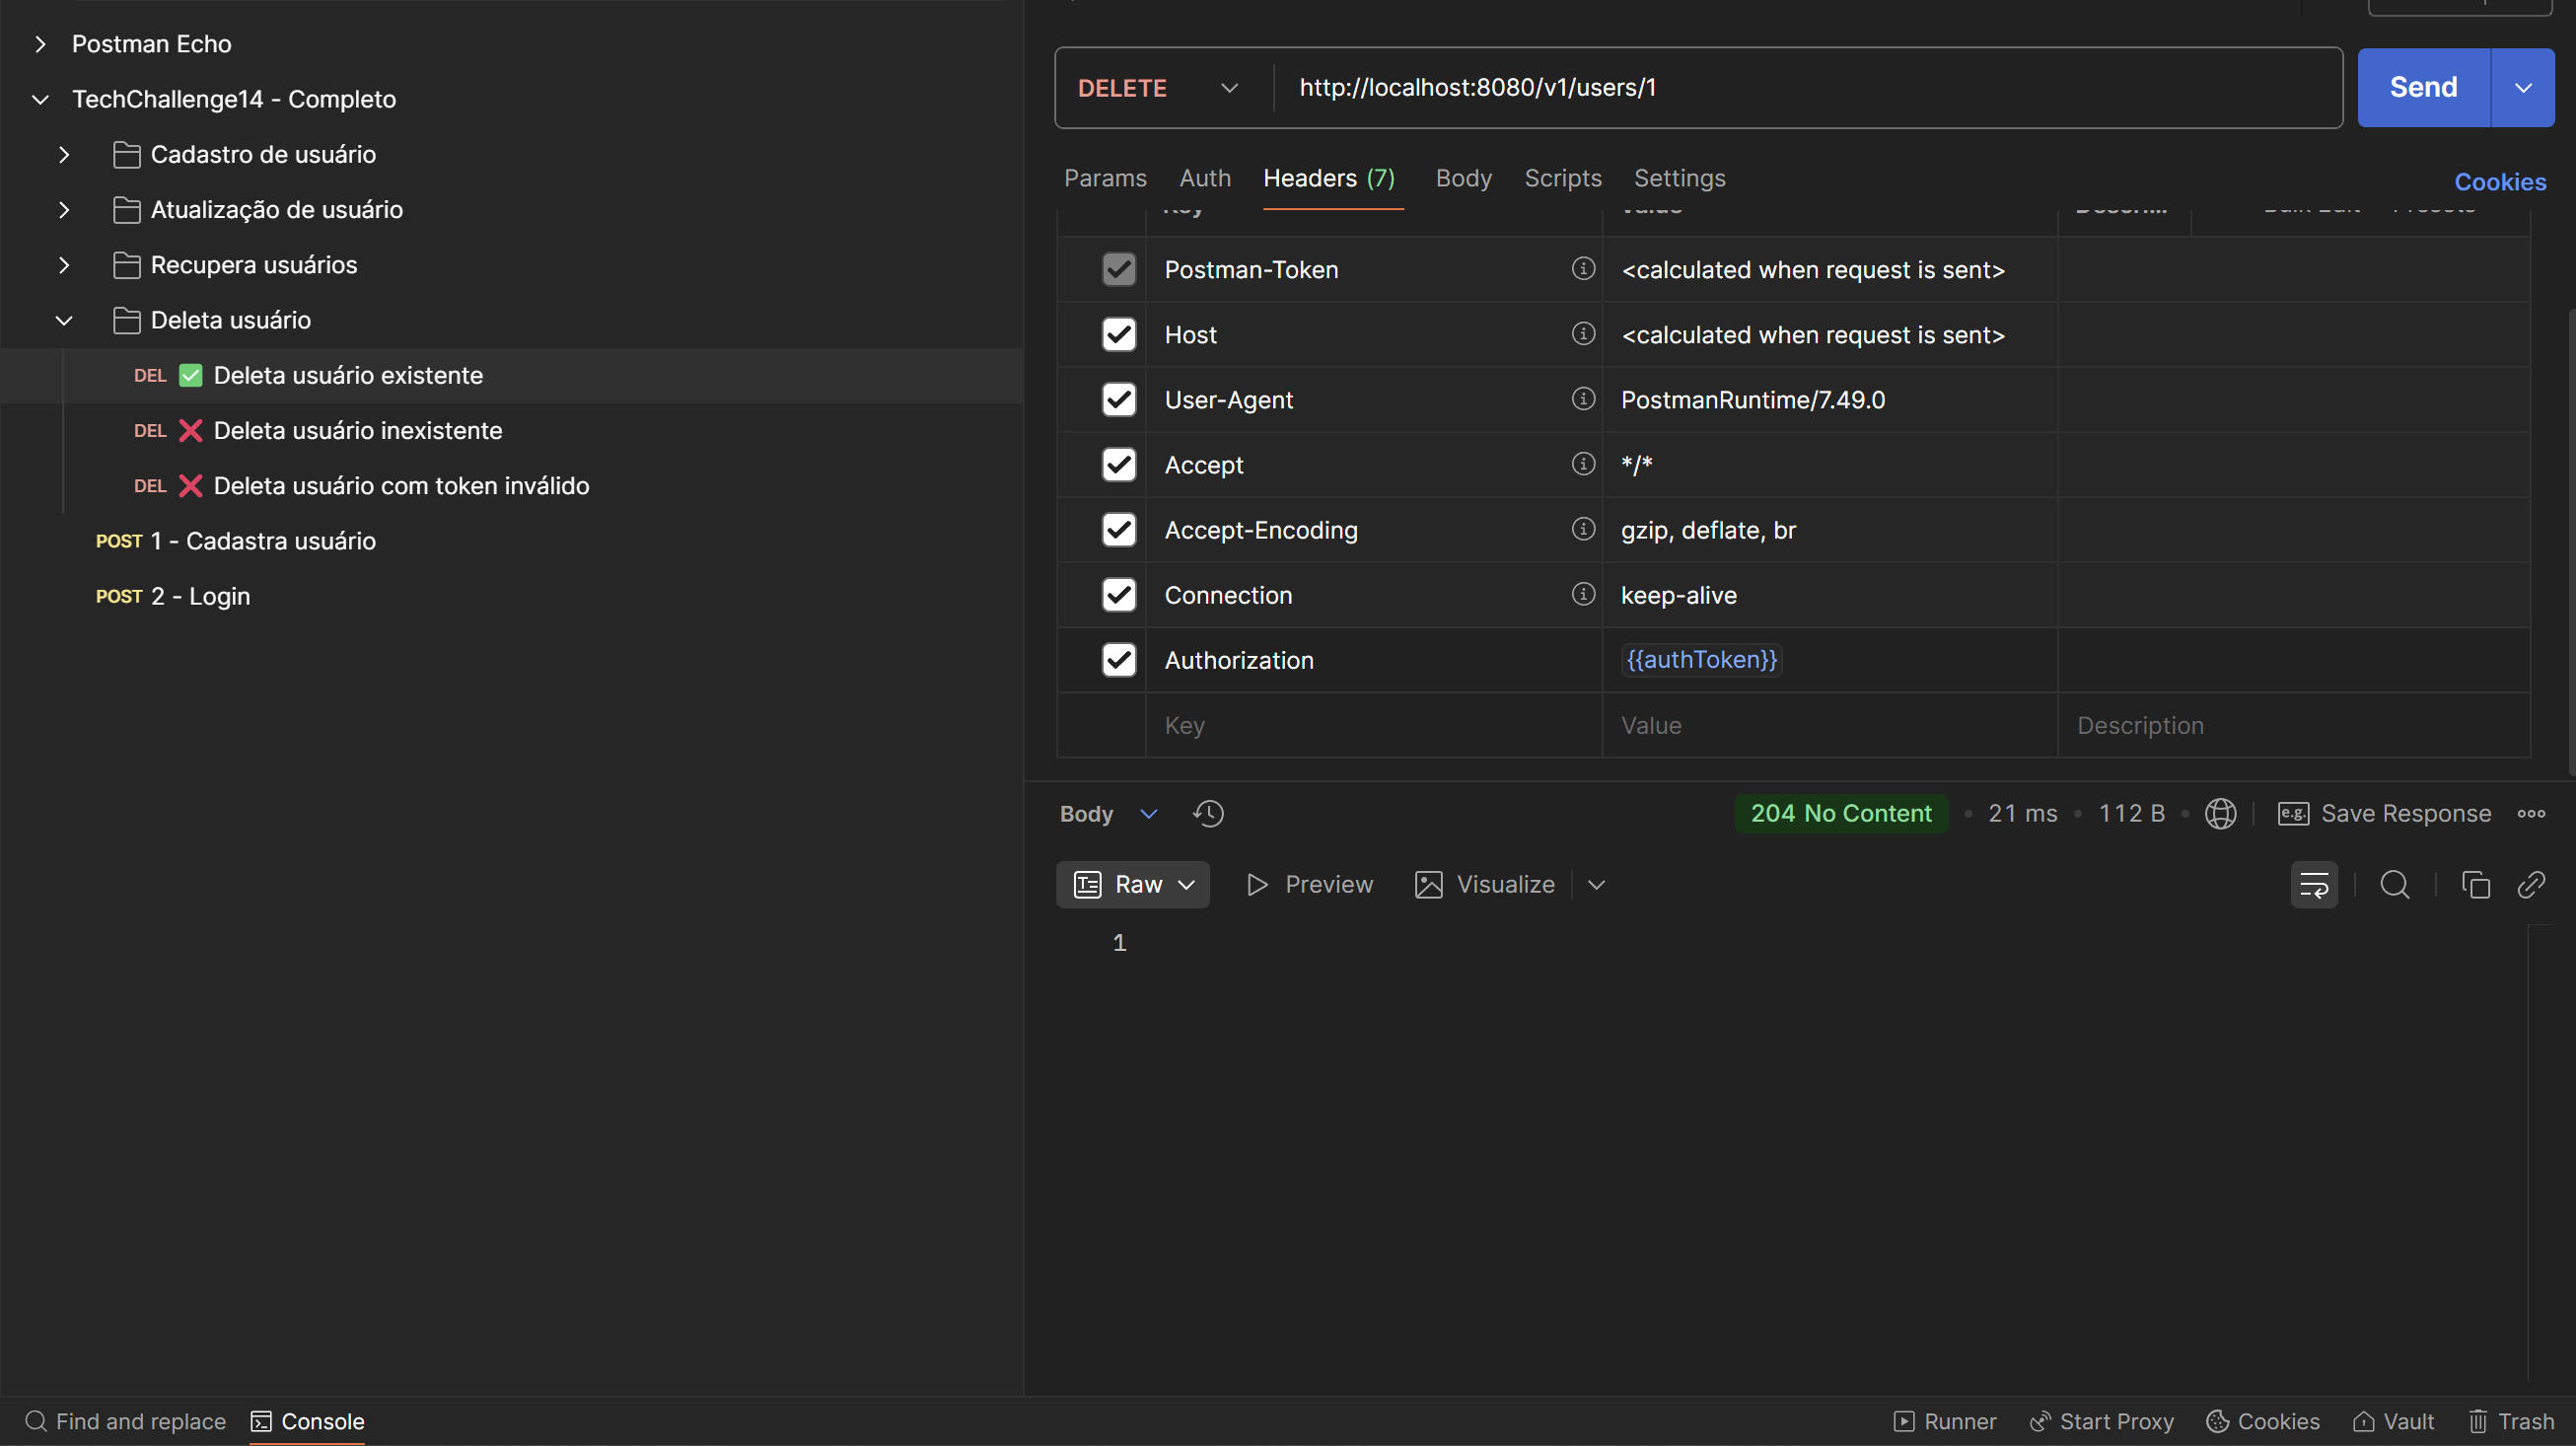 Postman Echo
TechChallenge14 - Completo
Cadastro de usuário
Atualização de usuário
Recupera usuários
Deleta usuário
DEL ✅ Deleta usuário existente
DEL ❌ Deleta usuário inexistente
DEL ❌ Deleta usuário com token inválido
POST 1 - Cadastra usuário
POST 2 - Login
DELETE http://localhost:8080/v1/users/1 Send
Params Auth Headers (7) Body Scripts Settings Cookies
Postman-Token <calculated when request is sent>
Host <calculated when request is sent>
User-Agent PostmanRuntime/7.49.0
Accept */*
Accept-Encoding gzip, deflate, br
Connection keep-alive
Authorization {{authToken}}
Key Value Description
Body 204 No Content • 21 ms • 112 B • e.g. Save Response
Raw Preview Visualize
1
Find and replace Console Runner Start Proxy Cookies Vault Trash